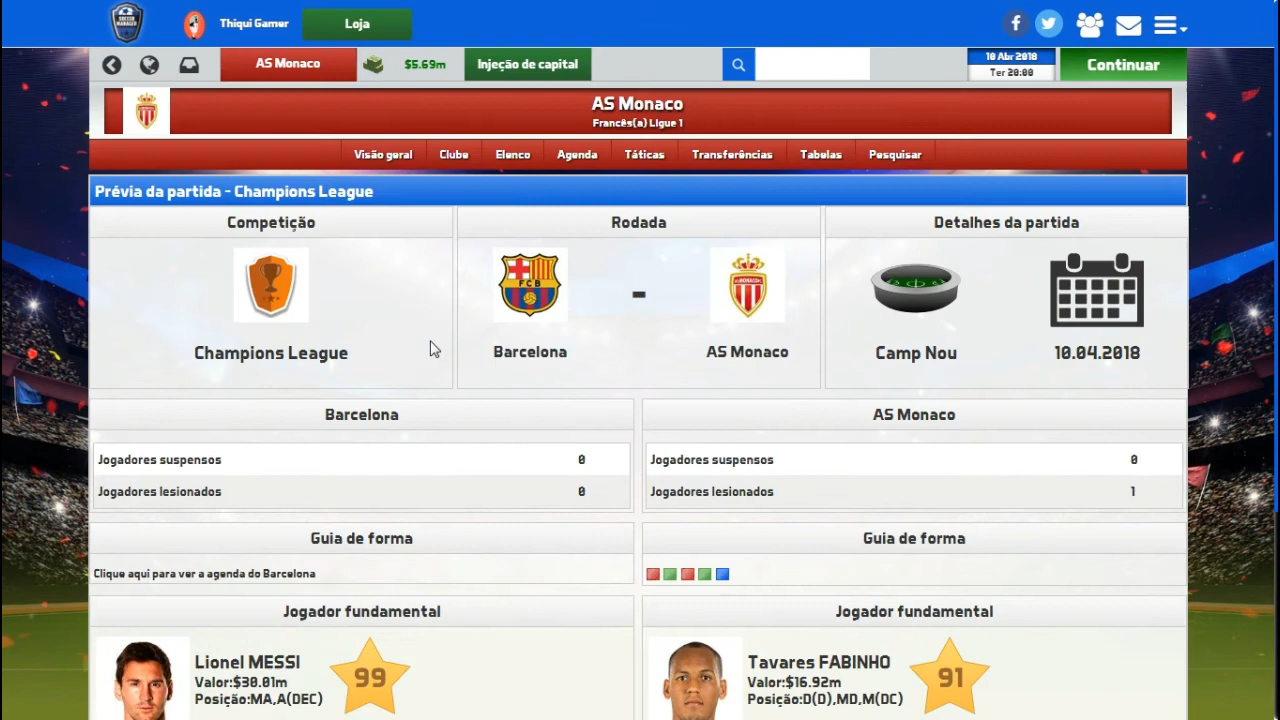 SOCCER MANAGER
Thiqui Gamer
Loja
AS Monaco
$5.69m
Injeção de capital
10 Abr 2018
Ter 20:00
Continuar
AS Monaco
Francês(a) Ligue 1
Visão geral
Clube
Elenco
Agenda
Táticas
Transferências
Tabelas
Pesquisar
Prévia da partida - Champions League
Competição
Rodada
Detalhes da partida
FCB
-
Champions League
Barcelona
AS Monaco
Camp Nou
10.04.2018
Barcelona
AS Monaco
Jogadores suspensos 0
Jogadores suspensos 0
Jogadores lesionados 0
Jogadores lesionados 1
Guia de forma
Guia de forma
Clique aqui para ver a agenda do Barcelona
Jogador fundamental
Jogador fundamental
Lionel MESSI
Valor:$30.01m
Posição:MA,A(DEC)
99
Tavares FABINHO
Valor:$16.92m
Posição:D(D),MD,M(DC)
91